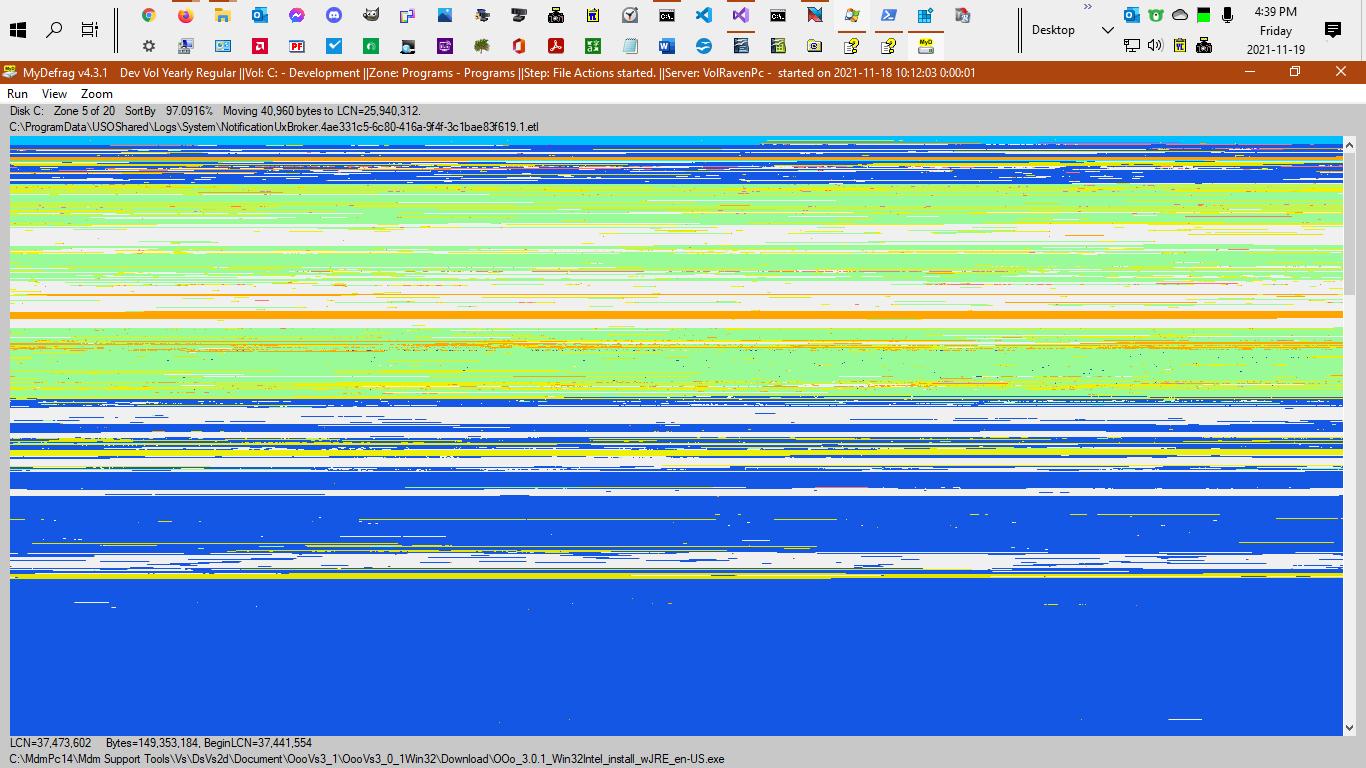 4:39 PM
Desktop
Friday
2021-11-19
MyDefrag v4.3.1 Dev Vol Yearly Regular ||Vol: C: - Development ||Zone: Programs - Programs ||Step: File Actions started. ||Server: VolRavenPc - started on 2021-11-18 10:12:03 0:00:01
Run View Zoom
Disk C: Zone 5 of 20 SortBy 97.0916% Moving 40,960 bytes to LCN=25,940,312.
C:\ProgramData\USOShared\Logs\System\NotificationUxBroker.4ae331c5-6c80-416a-9f4f-3c1bae83f619.1.etl
LCN=37,473,602 Bytes=149,353,184, BeginLCN=37,441,554
C:\MdmPc14\Mdm Support Tools\Vs\DsVs2d\Document\OooVs3_1\OooVs3_0_1Win32\Download\OOo_3.0.1_Win32Intel_install_wJRE_en-US.exe